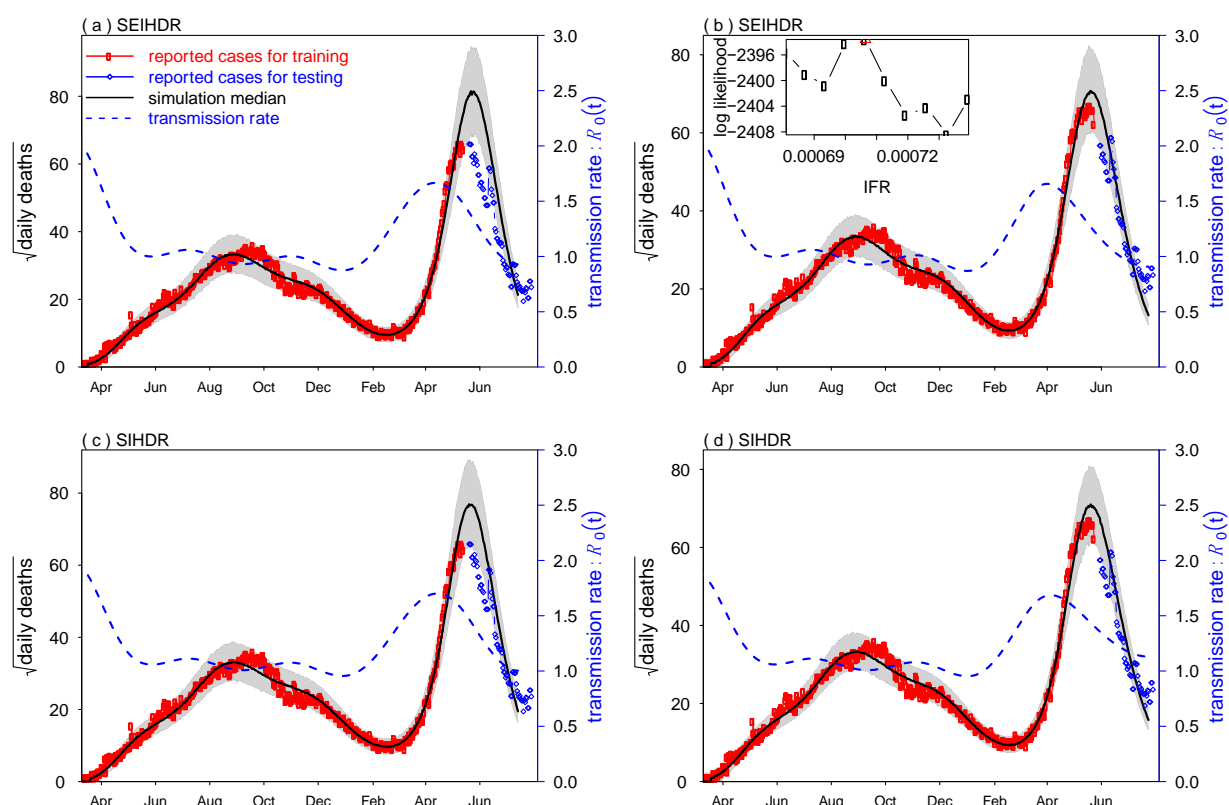 ( a ) SEIHDR
reported cases for training
reported cases for testing
simulation median
transmission rate
√daily deaths
0
20
40
60
80
Apr Jun Aug Oct Dec Feb Apr Jun
0.0
0.5
1.0
1.5
2.0
2.5
3.0
transmission rate : R0(t)
( b ) SEIHDR
√daily deaths
0
20
40
60
80
log likelihood
−2396
−2400
−2404
−2408
0.00069 0.00072
IFR
Apr Jun Aug Oct Dec Feb Apr Jun
0.0
0.5
1.0
1.5
2.0
2.5
3.0
transmission rate : R0(t)
( c ) SIHDR
√daily deaths
0
20
40
60
80
Apr Jun Aug Oct Dec Feb Apr Jun
0.0
0.5
1.0
1.5
2.0
2.5
3.0
transmission rate : R0(t)
( d ) SIHDR
√daily deaths
0
20
40
60
80
Apr Jun Aug Oct Dec Feb Apr Jun
0.0
0.5
1.0
1.5
2.0
2.5
3.0
transmission rate : R0(t)